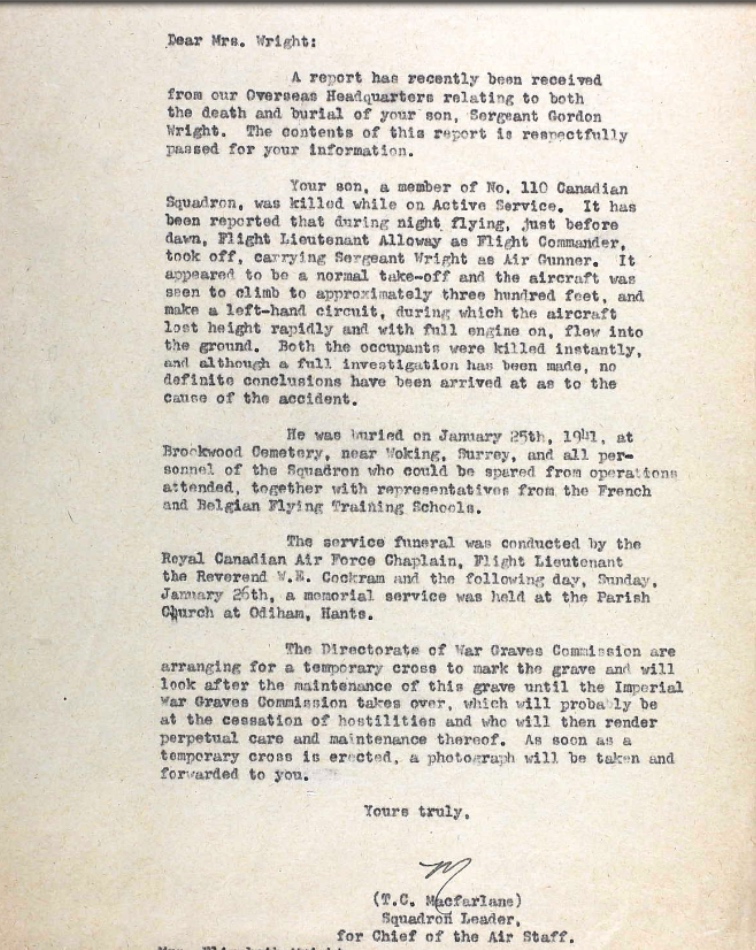 Dear Mrs. Wright:
A report has recently been received
from our Overseas Headquarters relating to both
the death and burial of your son, Sergeant Gordon
Wright. The contents of this report is respectfully
passed for your information.
Your son, a member of No. 110 Canadian
Squadron, was killed while on Active Service. It has
been reported that during night flying, just before
dawn, Flight Lieutenant Alloway as Flight Commander,
took off, carrying Sergeant Wright as Air Gunner. It
appeared to be a normal take-off and the aircraft was
seen to climb to approximately three hundred feet, and
make a left-hand circuit, during which the aircraft
lost height rapidly and with full engine on, flew into
the ground. Both the occupants were killed instantly,
and although a full investigation has been made, no
definite conclusions have been arrived at as to the
cause of the accident.
He was buried on January 25th, 1941, at
Brookwood Cemetery, near Woking, Surrey, and all per-
sonnel of the Squadron who could be spared from operations
attended, together with representatives from the French
and Belgian Flying Training Schools.
The service funeral was conducted by the
Royal Canadian Air Force Chaplain, Flight Lieutenant
the Reverend W.E. Cockram and the following day, Sunday,
January 26th, a memorial service was held at the Parish
Church at Odiham, Hants.
The Directorate of War Graves Commission are
arranging for a temporary cross to mark the grave and will
look after the maintenance of this grave until the Imperial
War Graves Commission takes over, which will probably be
at the cessation of hostilities and who will then render
perpetual care and maintenance thereof. As soon as a
temporary cross is erected, a photograph will be taken and
forwarded to you.
Yours truly,
(T.C. Macfarlane)
Squadron Leader,
for Chief of the Air Staff.